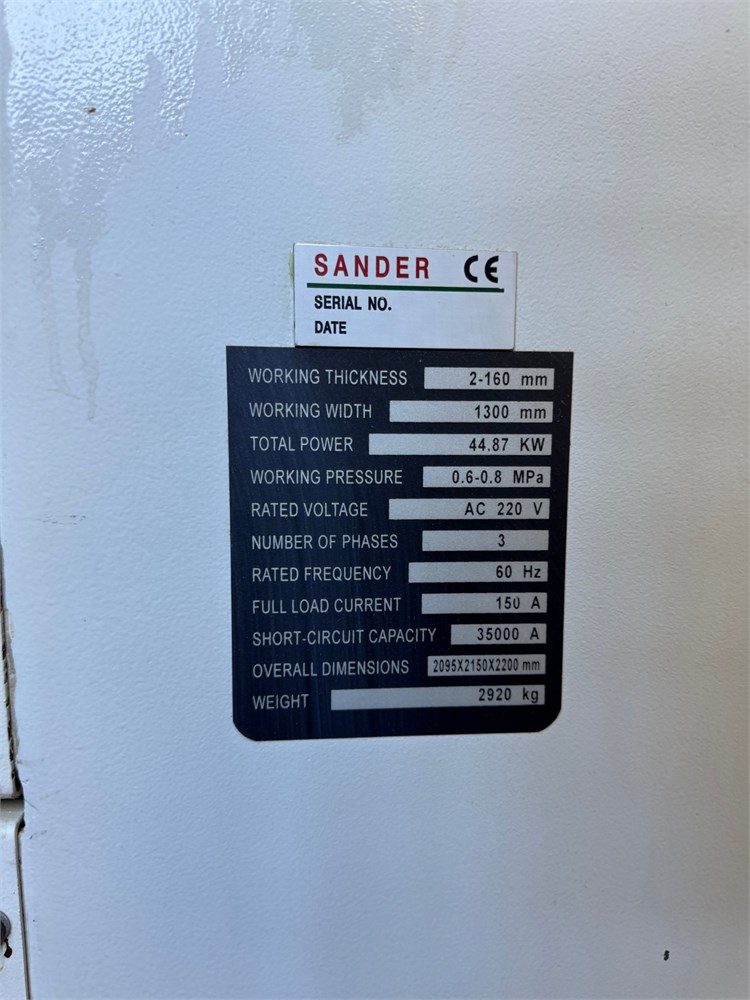 SANDER CE
SERIAL NO.
DATE
WORKING THICKNESS 2-160 mm
WORKING WIDTH 1300 mm
TOTAL POWER 44.87 KW
WORKING PRESSURE 0.6-0.8 MPa
RATED VOLTAGE AC 220 V
NUMBER OF PHASES 3
RATED FREQUENCY 60 Hz
FULL LOAD CURRENT 150 A
SHORT-CIRCUIT CAPACITY 35000 A
OVERALL DIMENSIONS 2095X2150X2200 mm
WEIGHT 2920 kg